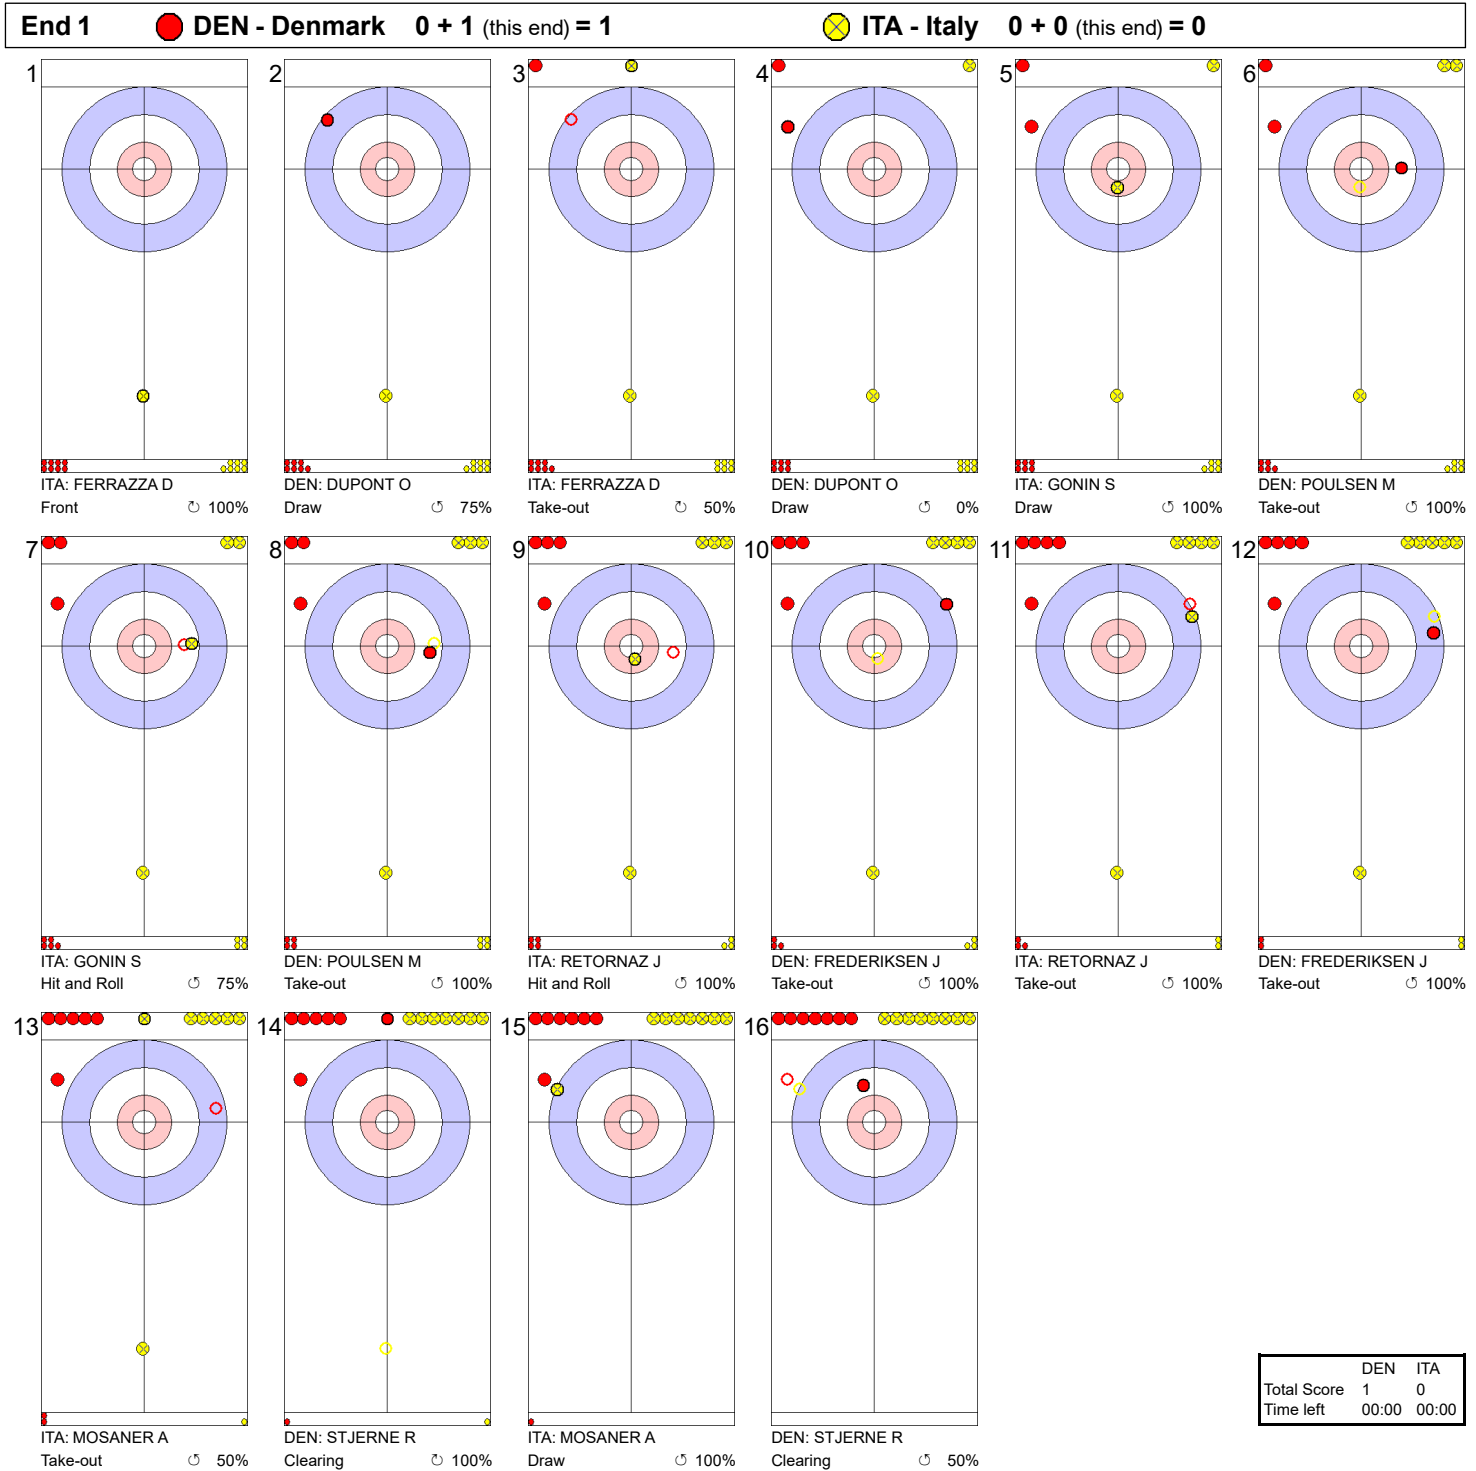 End 1 DEN - Denmark 0 + 1 (this end) = 1 ITA - Italy 0 + 0 (this end) = 0
1 2 3 4 5 6
ITA: FERRAZZA D DEN: DUPONT O ITA: FERRAZZA D DEN: DUPONT O ITA: GONIN S DEN: POULSEN M
Front ↻ 100% Draw ↺ 75% Take-out ↻ 50% Draw ↺ 0% Draw ↺ 100% Take-out ↻ 100%
7 8 9 10 11 12
ITA: GONIN S DEN: POULSEN M ITA: RETORNAZ J DEN: FREDERIKSEN J ITA: RETORNAZ J DEN: FREDERIKSEN J
Hit and Roll ↺ 75% Take-out ↺ 100% Hit and Roll ↺ 100% Take-out ↺ 100% Take-out ↺ 100% Take-out ↺ 100%
13 14 15 16
ITA: MOSANER A DEN: STJERNE R ITA: MOSANER A DEN: STJERNE R
Take-out ↺ 50% Clearing ↻ 100% Draw ↺ 100% Clearing ↺ 50%
DEN ITA
Total Score 1 0
Time left 00:00 00:00